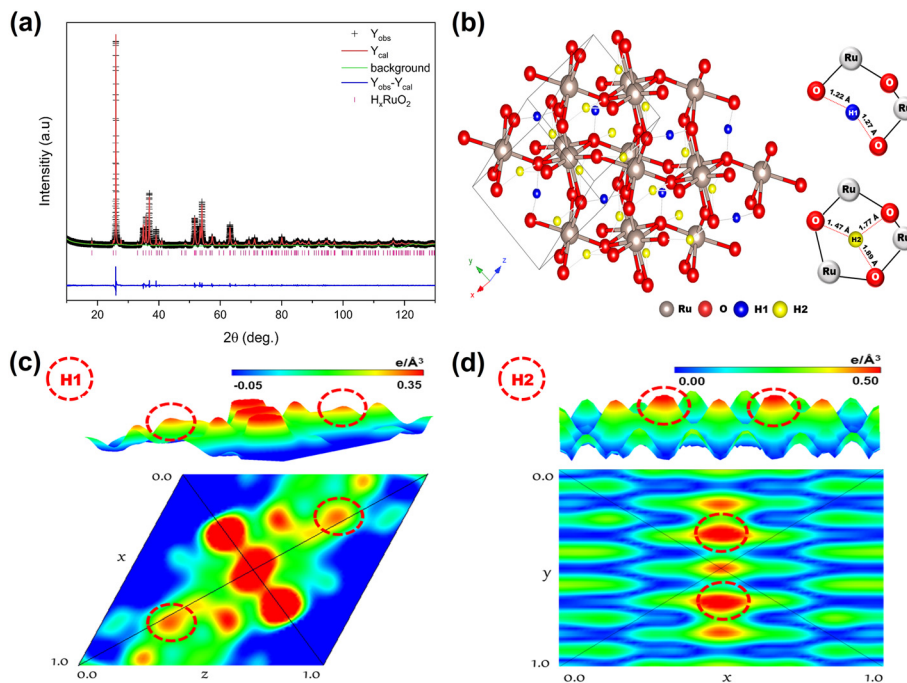 (a)
Y_obs
Y_cal
background
Y_obs-Y_cal
H_xRuO_2
Intensitiy (a.u)
20 40 60 80 100 120
2θ (deg.)
(b)
Ru
O
1.22 Å
H1
Ru
1.27 Å
O
O
Ru
O
1.47 Å
1.77 Å
O
H2
1.89 Å
Ru
O
y
z
x
Ru O H1 H2
(c)
H1
e/Å³
-0.05 0.35
0.0
x
1.0
0.0 z 1.0
(d)
H2
e/Å³
0.00 0.50
0.0
y
1.0
0.0 x 1.0